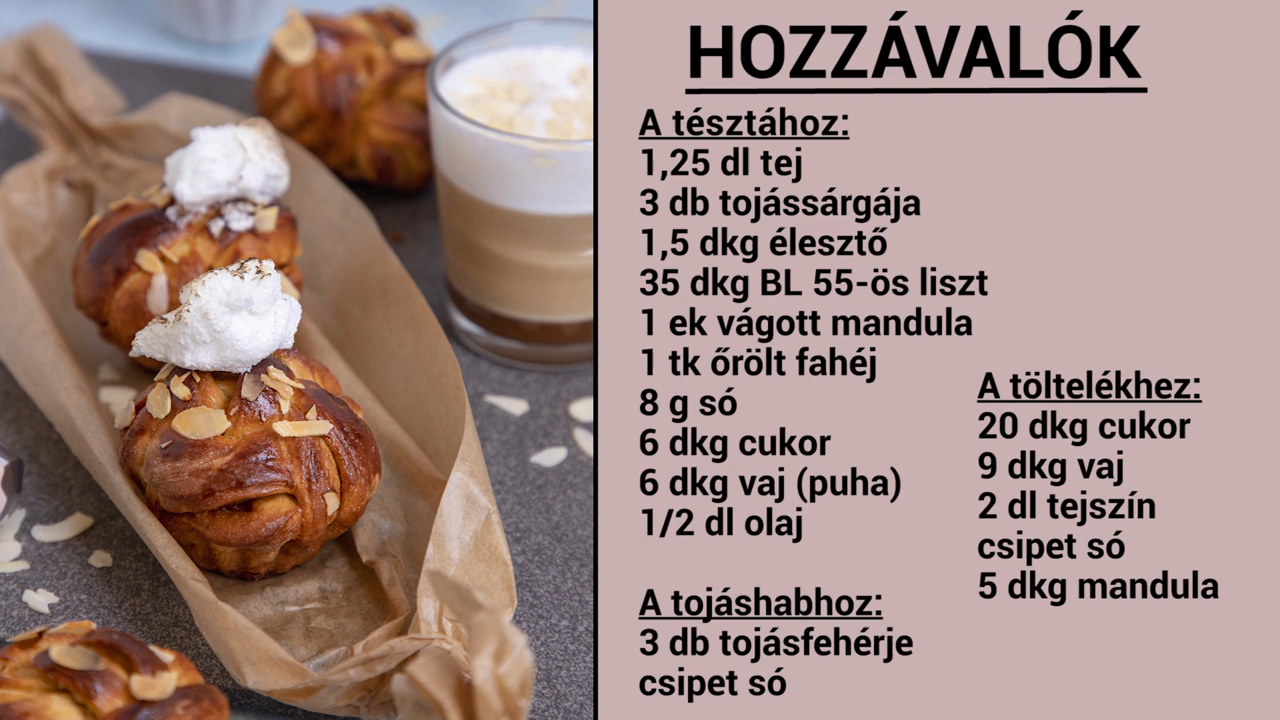 HOZZÁVALÓK
A tésztához:
1,25 dl tej
3 db tojássárgája
1,5 dkg élesztő
35 dkg BL 55-ös liszt
1 ek vágott mandula
1 tk őrölt fahéj
8 g só
6 dkg cukor
6 dkg vaj (puha)
1/2 dl olaj
A tojáshabhoz:
3 db tojásfehérje
csipet só
A töltelékhez:
20 dkg cukor
9 dkg vaj
2 dl tejszín
csipet só
5 dkg mandula